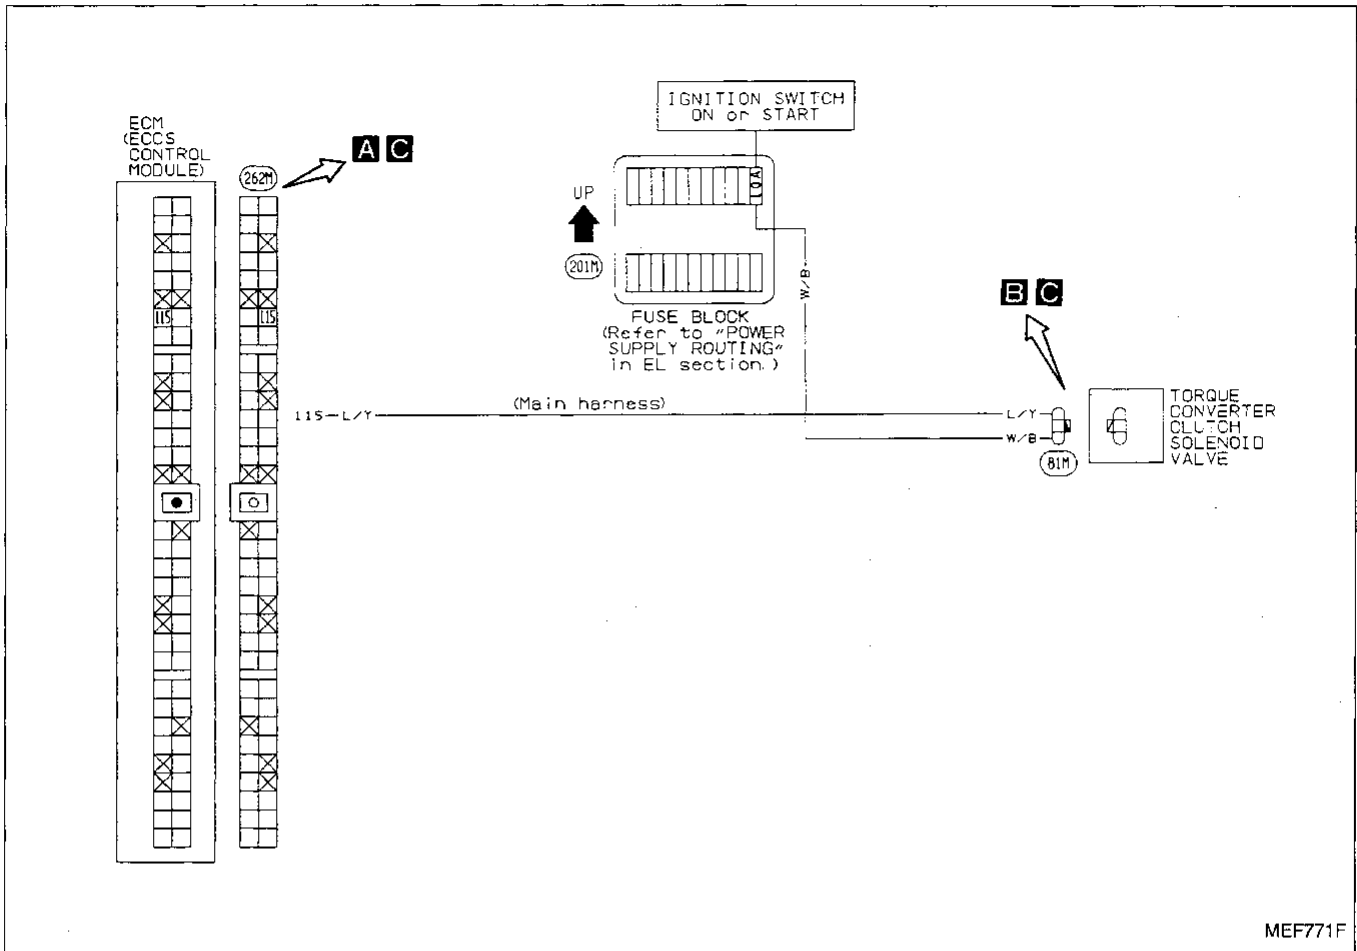 IGNITION SWITCH
ON or START
ECM
(ECCS
CONTROL
MODULE)
262M
A C
10A
UP
201M
W/B
FUSE BLOCK
(Refer to "POWER
SUPPLY ROUTING"
in EL section.)
115
115
B C
115 L/Y
(Main harness)
L/Y
W/B
81M
TORQUE
CONVERTER
CLUTCH
SOLENOID
VALVE
MEF771F